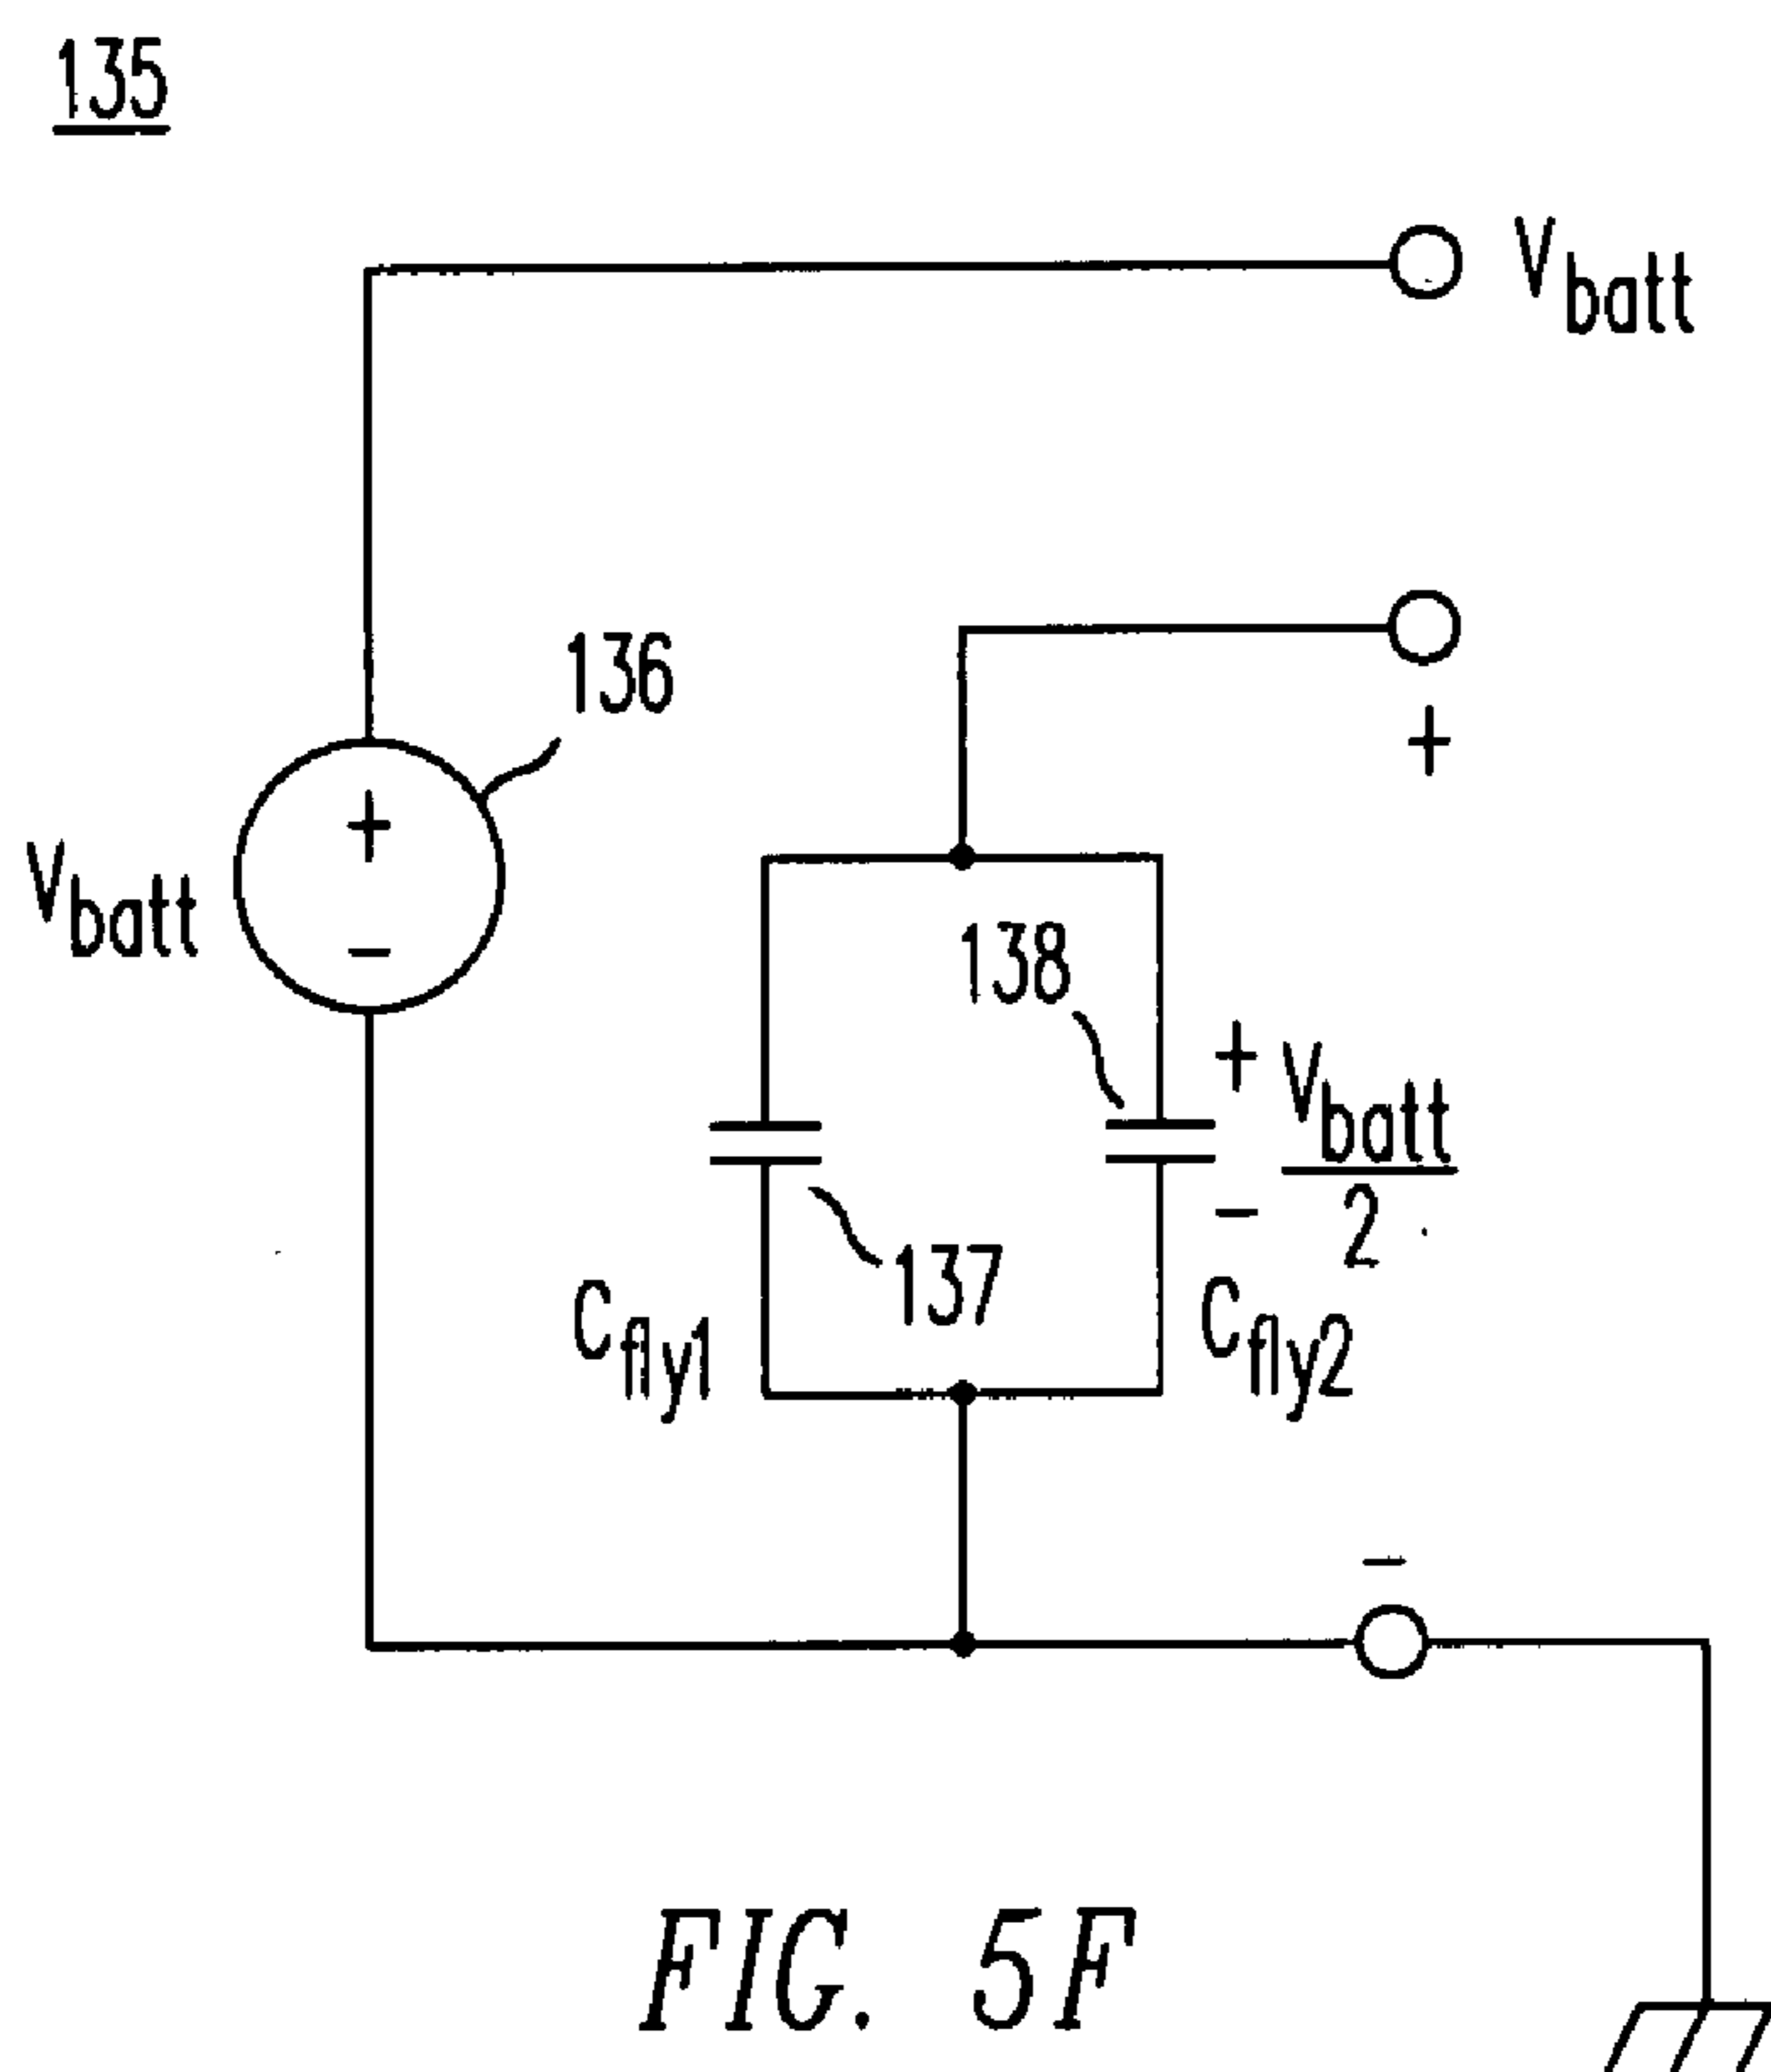 135
Vbatt
136
+
+
Vbatt
138
-
+ Vbatt
- 2
137
Cfly1
Cfly2
-
FIG. 5F